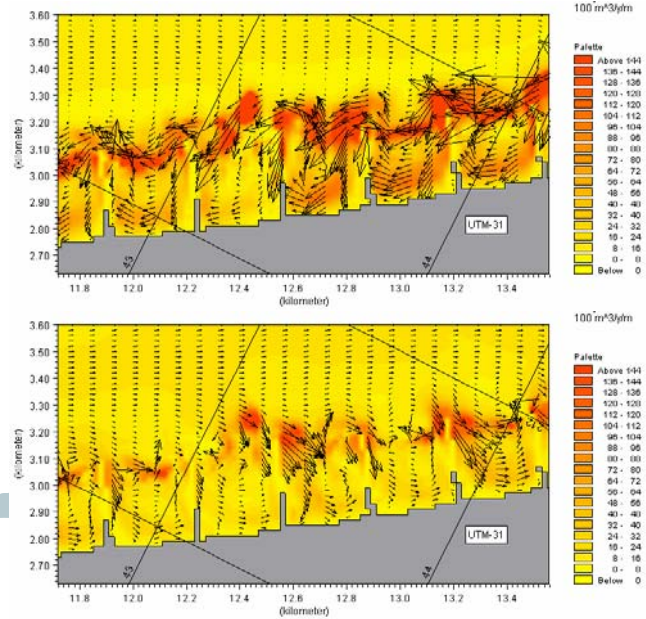 100 m^3/y/m
3.60
3.50
3.40
3.30
3.20
3.10
3.00
2.90
2.80
2.70
(kilometer)
11.8 12.0 12.2 12.4 12.6 12.8 13.0 13.2 13.4
(kilometer)
43
44
UTM-31
Palette
Above 144
136 - 144
128 - 136
120 - 128
112 - 120
104 - 112
96 - 104
88 - 96
80 - 88
72 - 80
64 - 72
56 - 64
48 - 56
40 - 48
32 - 40
24 - 32
16 - 24
8 - 16
0 - 8
Below 0
100 m^3/y/m
3.60
3.50
3.40
3.30
3.20
3.10
3.00
2.90
2.80
2.70
(kilometer)
11.8 12.0 12.2 12.4 12.6 12.8 13.0 13.2 13.4
(kilometer)
43
44
UTM-31
Palette
Above 144
136 - 144
128 - 136
120 - 128
112 - 120
104 - 112
96 - 104
88 - 96
80 - 88
72 - 80
64 - 72
56 - 64
48 - 56
40 - 48
32 - 40
24 - 32
16 - 24
8 - 16
0 - 8
Below 0